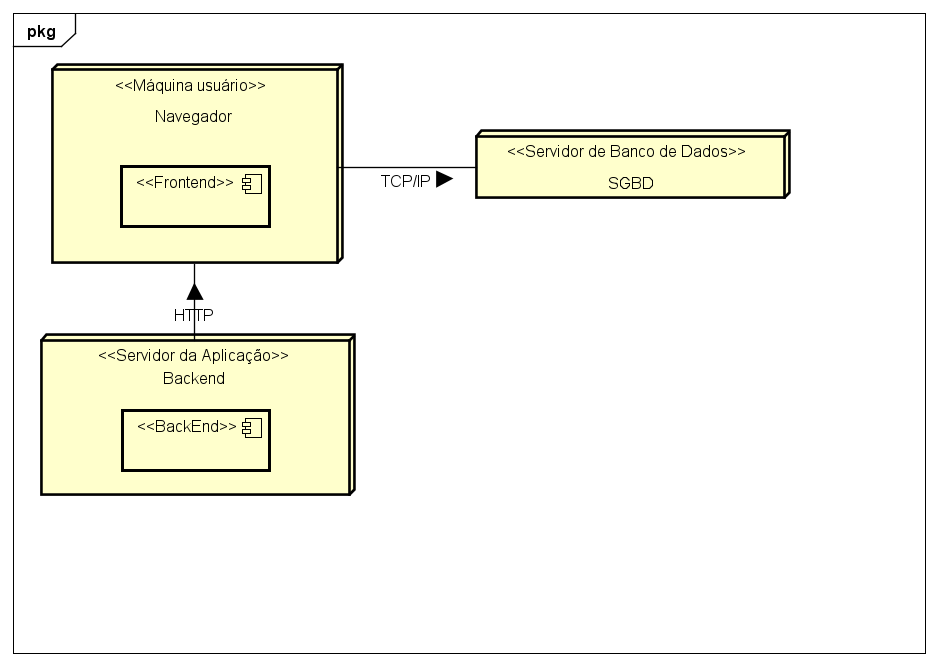 pkg
<<Máquina usuário>>
Navegador
<<Frontend>>
<<Servidor de Banco de Dados>>
SGBD
TCP/IP
HTTP
<<Servidor da Aplicação>>
Backend
<<BackEnd>>